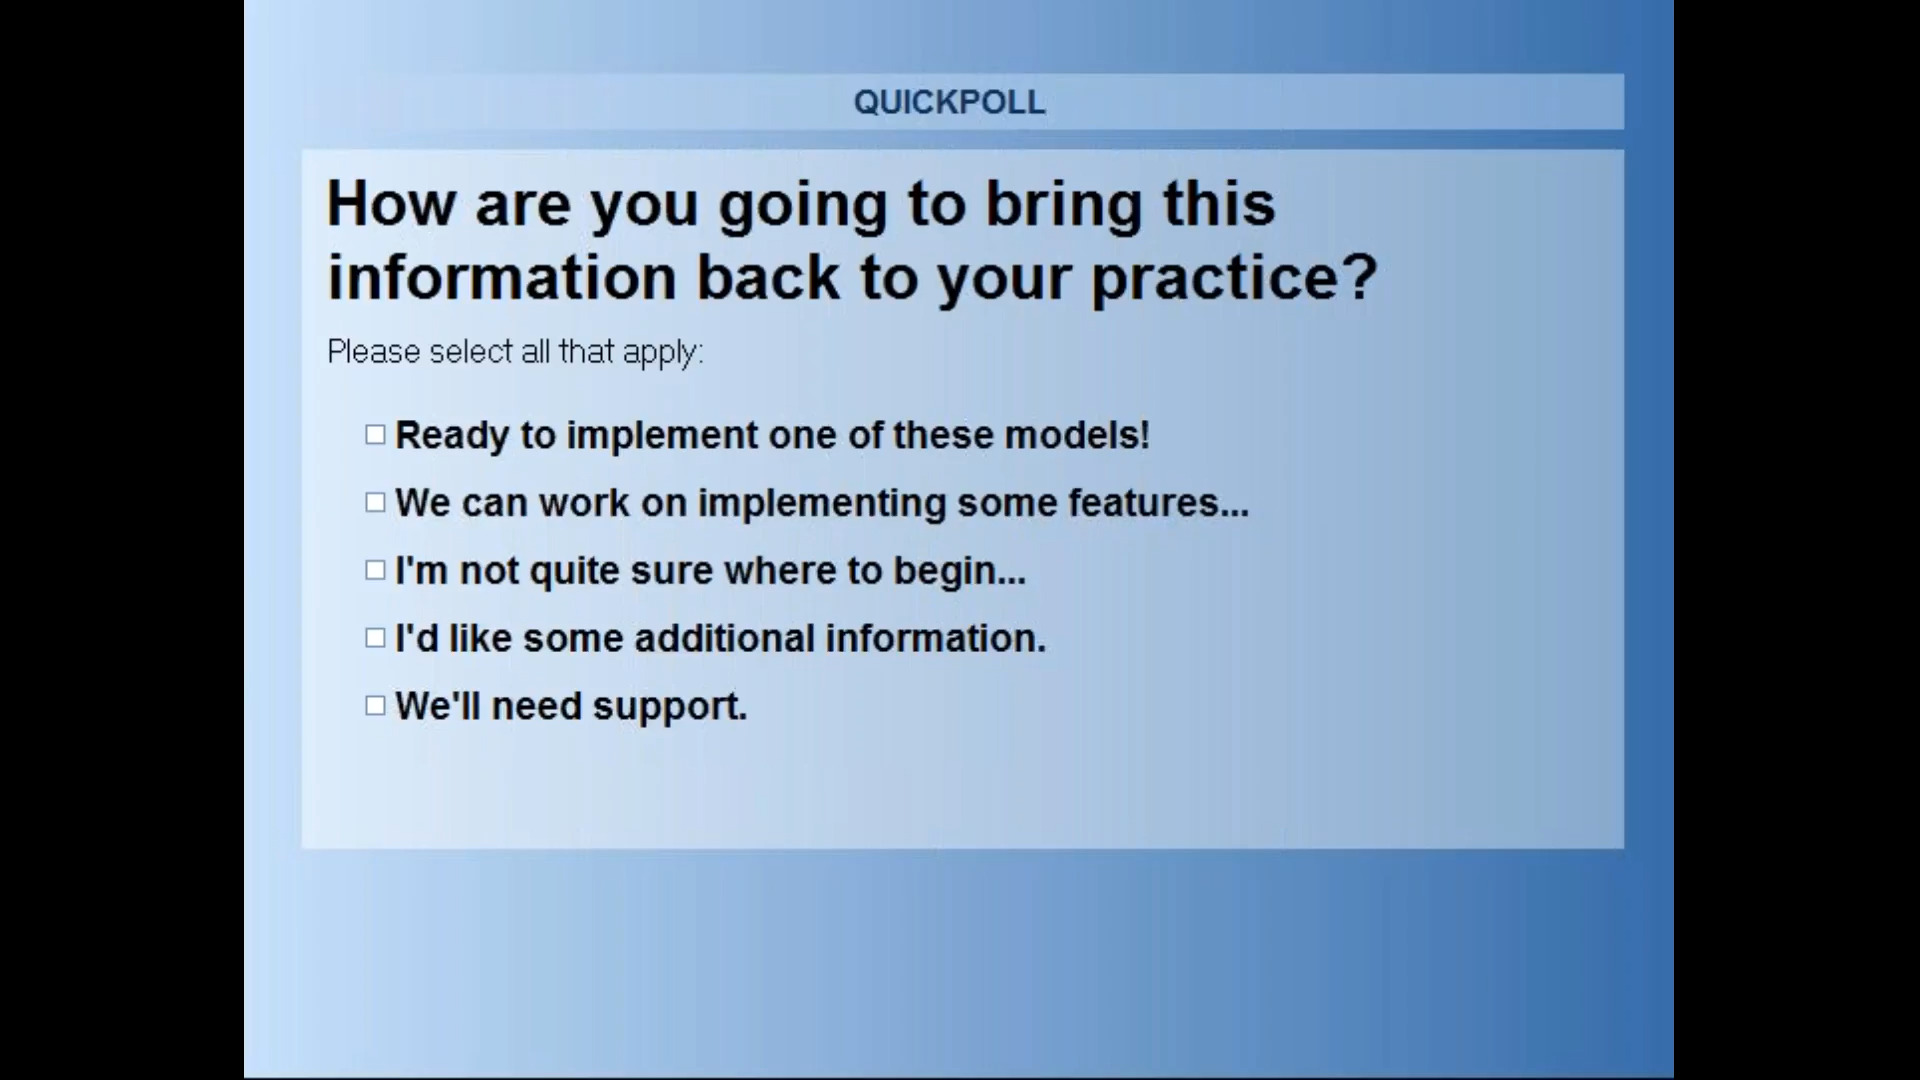 QUICKPOLL
How are you going to bring this
information back to your practice?
Please select all that apply:
Ready to implement one of these models!
We can work on implementing some features...
I'm not quite sure where to begin...
I'd like some additional information.
We'll need support.